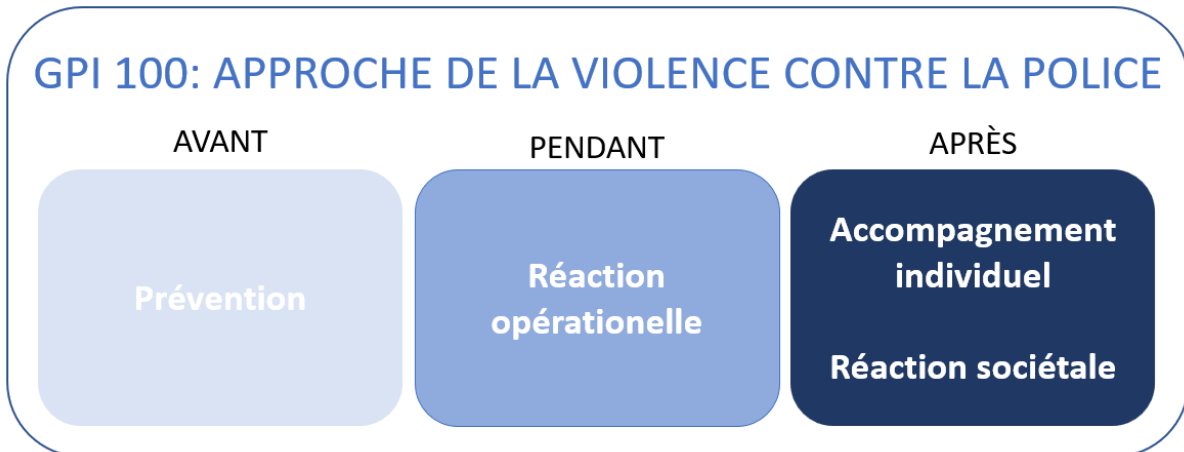 GPI 100: APPROCHE DE LA VIOLENCE CONTRE LA POLICE
AVANT
Prévention
PENDANT
Réaction
opérationelle
APRÈS
Accompagnement
individuel
Réaction sociétale